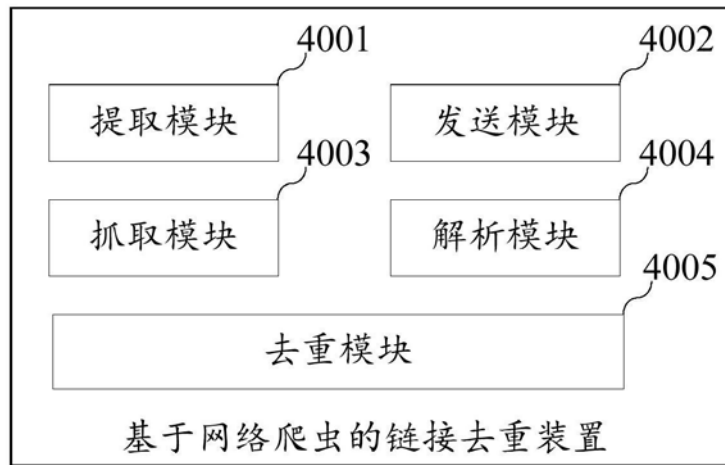 4001
4002
提取模块
发送模块
4003
4004
抓取模块
解析模块
4005
去重模块
基于网络爬虫的链接去重装置